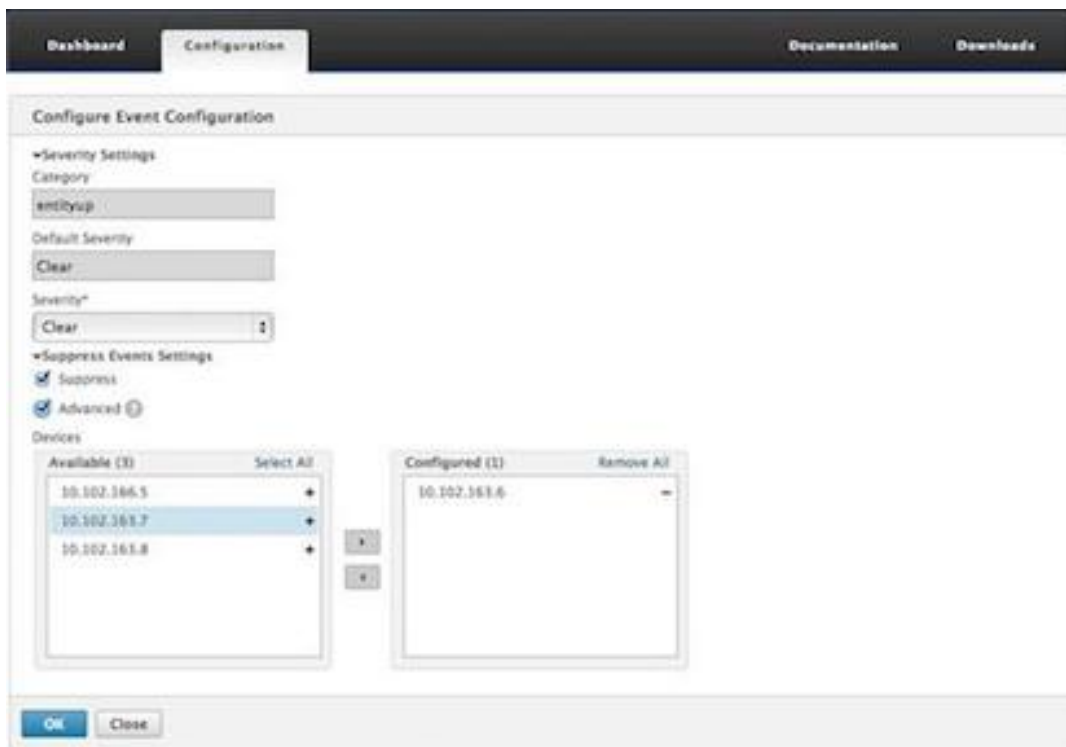 Dashboard Configuration Documentation Downloads
Configure Event Configuration
Severity Settings
Category
entityup
Default Severity
Clear
Severity*
Clear
Suppress Events Settings
Suppress
Advanced
Devices
Available (3) Select All
10.102.166.5 +
10.102.163.7 +
10.102.163.8 +
Configured (1) Remove All
10.102.163.6 −
OK Close